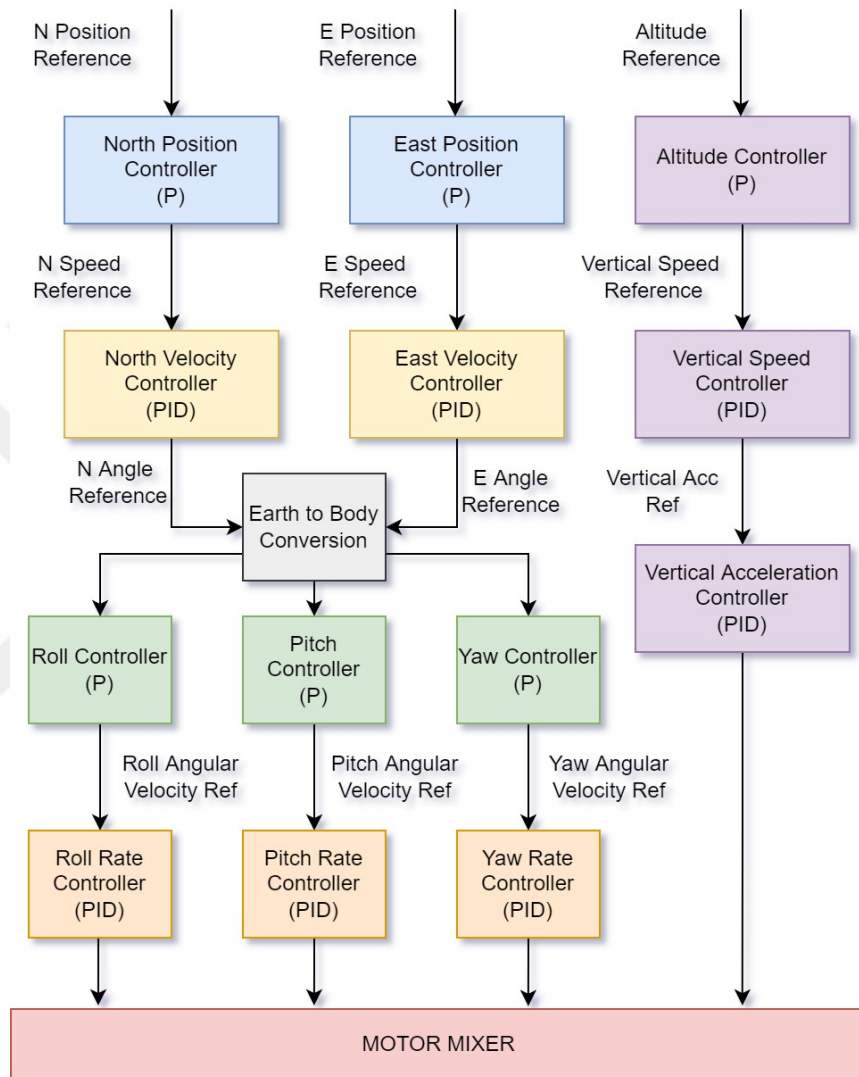 N Position
Reference
E Position
Reference
Altitude
Reference
North Position
Controller
(P)
East Position
Controller
(P)
Altitude Controller
(P)
N Speed
Reference
E Speed
Reference
Vertical Speed
Reference
North Velocity
Controller
(PID)
East Velocity
Controller
(PID)
Vertical Speed
Controller
(PID)
N Angle
Reference
Earth to Body
Conversion
E Angle
Reference
Vertical Acc
Ref
Vertical Acceleration
Controller
(PID)
Roll Controller
(P)
Pitch
Controller
(P)
Yaw Controller
(P)
Roll Angular
Velocity Ref
Pitch Angular
Velocity Ref
Yaw Angular
Velocity Ref
Roll Rate
Controller
(PID)
Pitch Rate
Controller
(PID)
Yaw Rate
Controller
(PID)
MOTOR MIXER